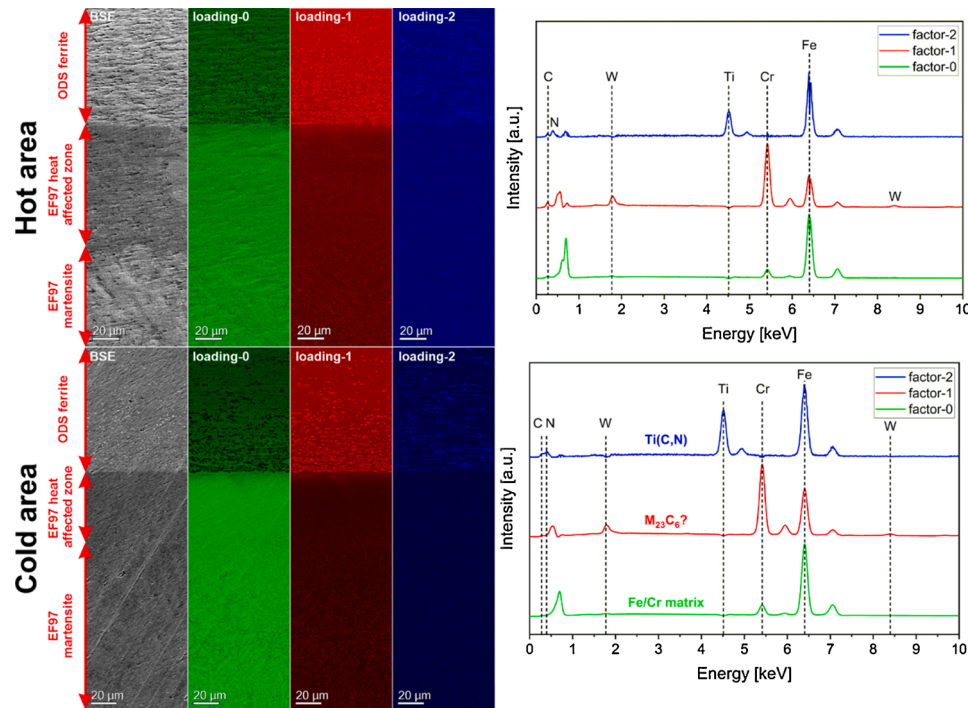 Hot area
ODS ferrite
EF97 heat
affected zone
EF97
martensite
BSE
loading-0
loading-1
loading-2
20 µm
20 µm
20 µm
20 µm
Intensity [a.u.]
C
N
W
Ti
Cr
Fe
W
factor-2
factor-1
factor-0
0 1 2 3 4 5 6 7 8 9 10
Energy [keV]
Cold area
ODS ferrite
EF97 heat
affected zone
EF97
martensite
BSE
loading-0
loading-1
loading-2
20 µm
20 µm
20 µm
20 µm
Intensity [a.u.]
C N
W
Ti
Cr
Fe
W
factor-2
factor-1
factor-0
Ti(C,N)
M₂₃C₆?
Fe/Cr matrix
0 1 2 3 4 5 6 7 8 9 10
Energy [keV]